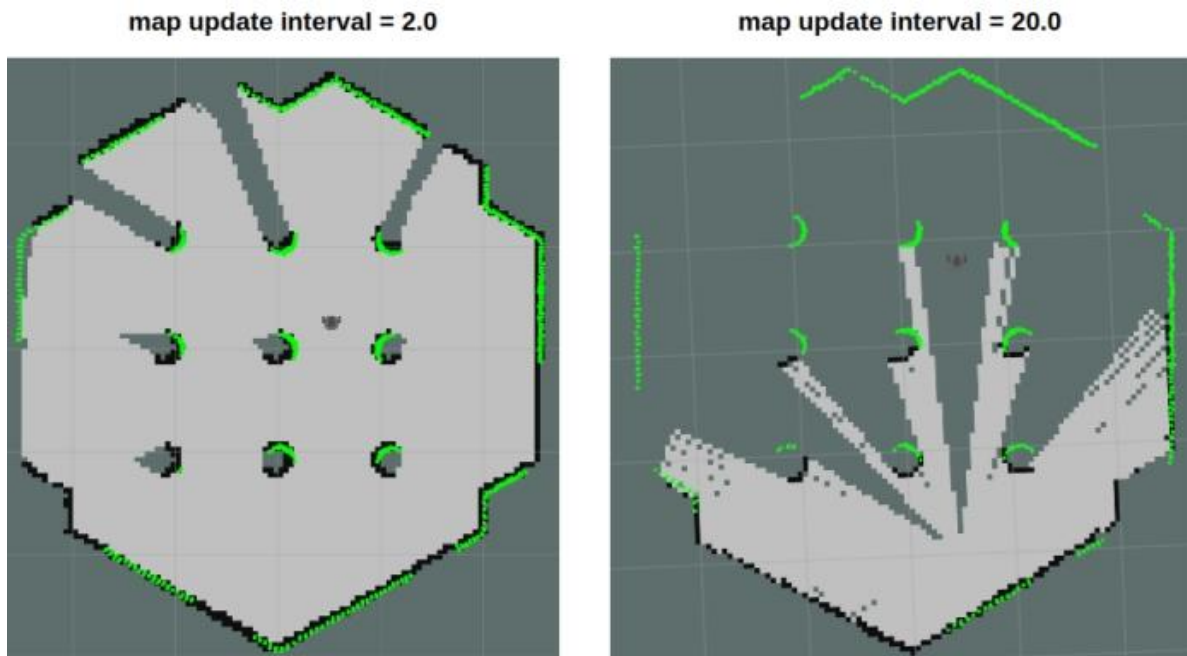 map update interval = 2.0
map update interval = 20.0